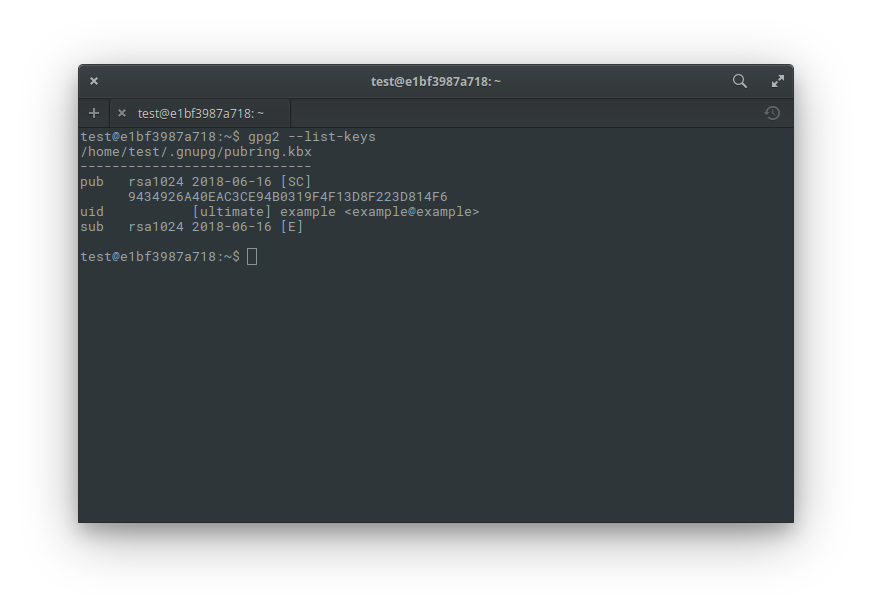 test@e1bf3987a718: ~
test@e1bf3987a718: ~
test@e1bf3987a718:~$ gpg2 --list-keys
/home/test/.gnupg/pubring.kbx
-----------------------------
pub   rsa1024 2018-06-16 [SC]
      9434926A40EAC3CE94B0319F4F13D8F223D814F6
uid           [ultimate] example <example@example>
sub   rsa1024 2018-06-16 [E]
test@e1bf3987a718:~$